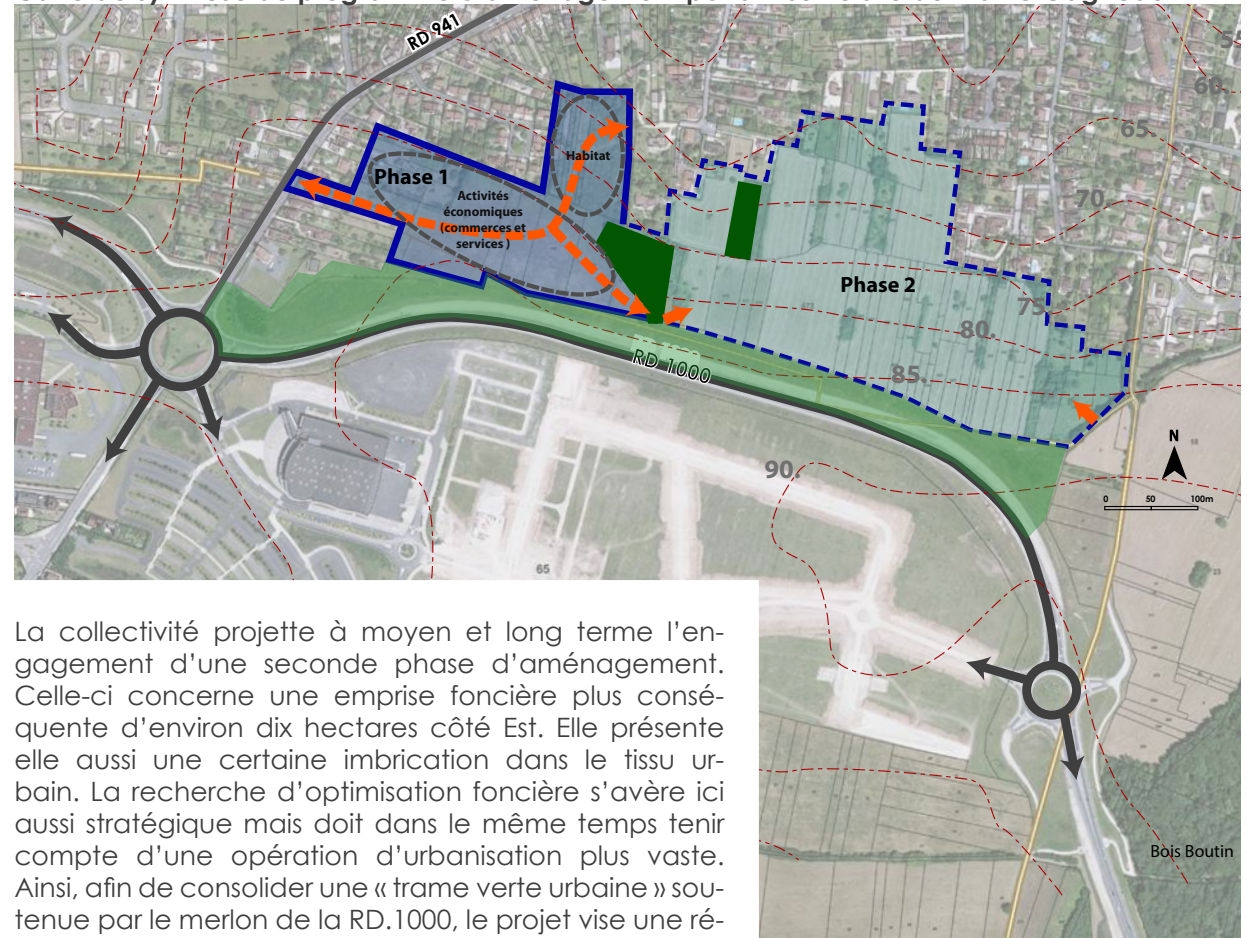 RD 941
60.
65.
Habitat
Phase 1
Activités
économiques
(commerces et
services )
70.
Phase 2
75.
80.
RD 1000
85.
90.
N
0 50 100m
65
Bois Boutin
La collectivité projette à moyen et long terme l’en-
gagement d’une seconde phase d’aménagement.
Celle-ci concerne une emprise foncière plus consé-
quente d’environ dix hectares côté Est. Elle présente
elle aussi une certaine imbrication dans le tissu ur-
bain. La recherche d’optimisation foncière s’avère ici
aussi stratégique mais doit dans le même temps tenir
compte d’une opération d’urbanisation plus vaste.
Ainsi, afin de consolider une « trame verte urbaine » sou-
tenue par le merlon de la RD.1000, le projet vise une ré-